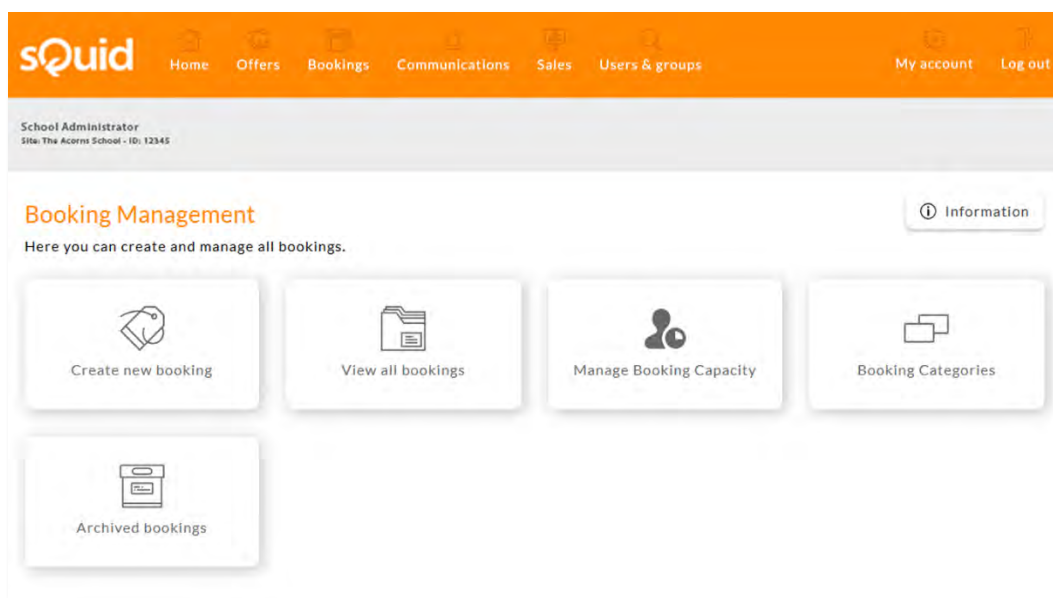 sQuid
Home Offers Bookings Communications Sales Users & groups My account Log out
School Administrator
Site: The Acorns School - ID: 12345
Booking Management
Information
Here you can create and manage all bookings.
Create new booking
View all bookings
Manage Booking Capacity
Booking Categories
Archived bookings